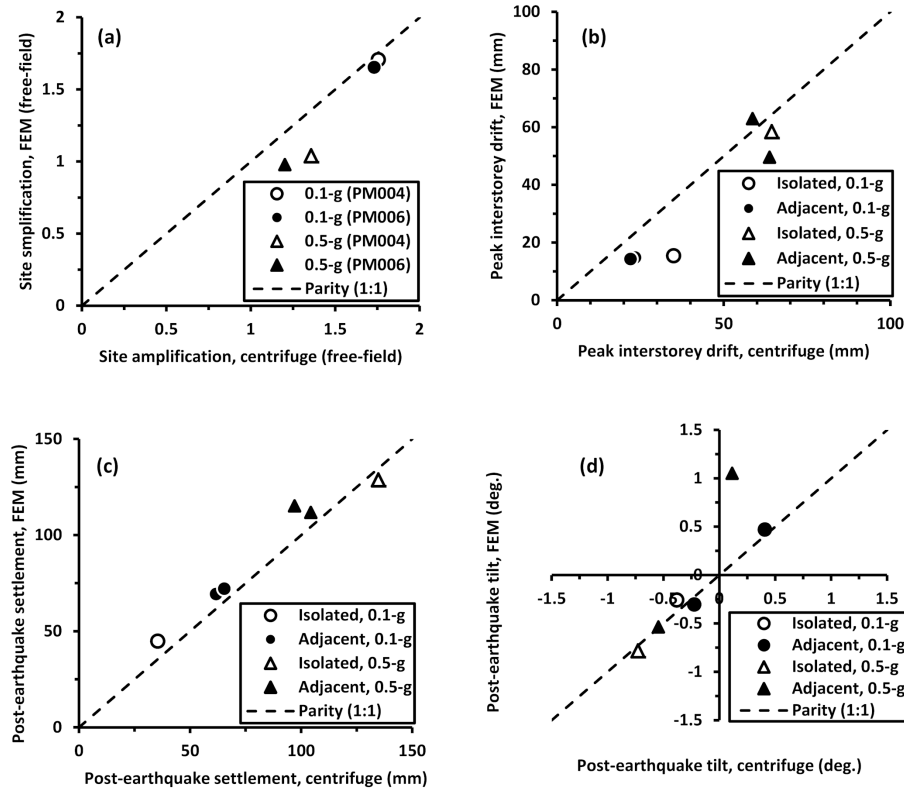 (a)
Site smplification, FEM (free-field)
2
1.5
1
0.5
0
0 0.5 1 1.5 2
0.1-g (PM004)
0.1-g (PM006)
0.5-g (PM004)
0.5-g (PM006)
Parity (1:1)
Site amplification, centrifuge (free-field)
(b)
Peak interstorey drift, FEM (mm)
100
80
60
40
20
0
0 50 100
Isolated, 0.1-g
Adjacent, 0.1-g
Isolated, 0.5-g
Adjacent, 0.5-g
Parity (1:1)
Peak interstorey drift, centrifuge (mm)
(c)
Post-earthquake settlement, FEM (mm)
150
100
50
0
0 50 100 150
Isolated, 0.1-g
Adjacent, 0.1-g
Isolated, 0.5-g
Adjacent, 0.5-g
Parity (1:1)
Post-earthquake settlement, centrifuge (mm)
(d)
Post-earthquake tilt, FEM (deg.)
1.5
1
0.5
0
-0.5
-1
-1.5
-1.5 -1 -0.5 0 0.5 1 1.5
Isolated, 0.1-g
Adjacent, 0.1-g
Isolated, 0.5-g
Adjacent, 0.5-g
Parity (1:1)
Post-earthquake tilt, centrifuge (deg.)